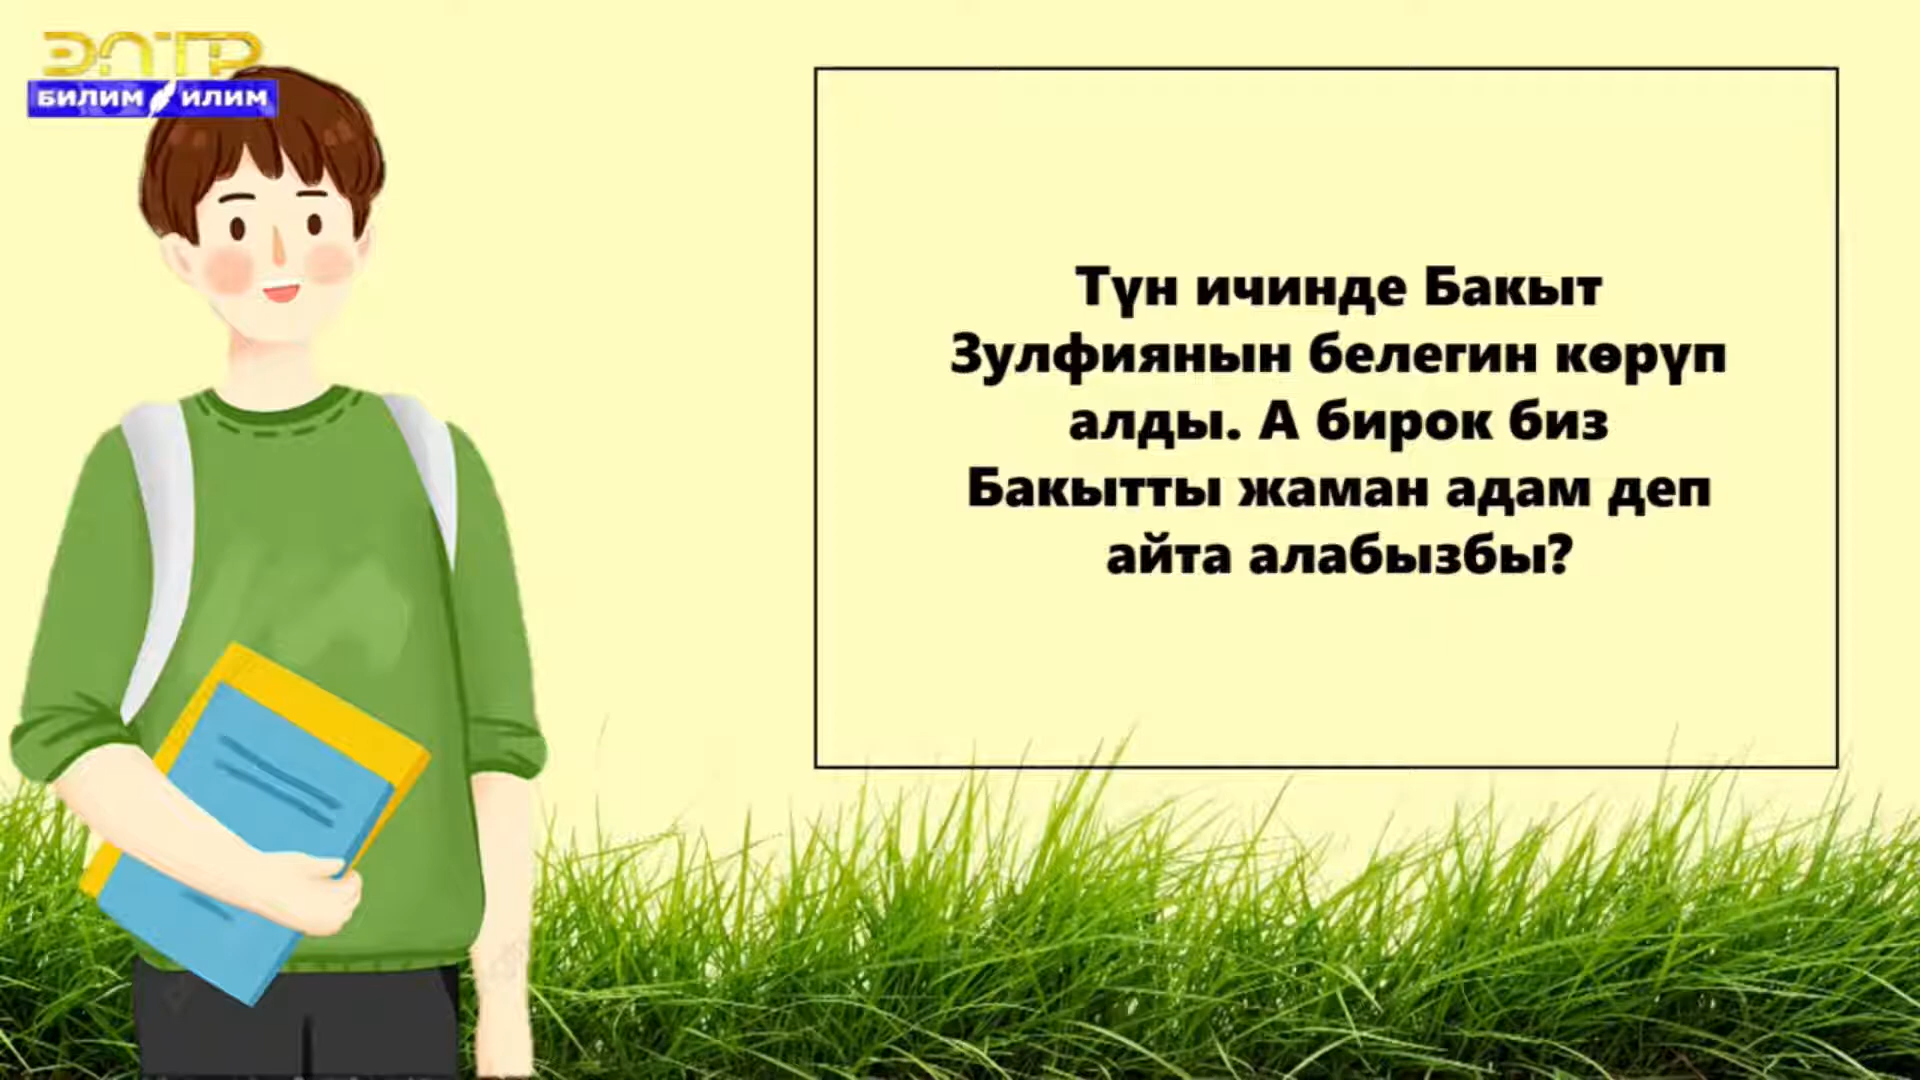 ЭЛТР
БИЛИМ ИЛИМ
Түн ичинде Бакыт
Зулфиянын белегин көрүп
алды. А бирок биз
Бакытты жаман адам деп
айта алабызбы?